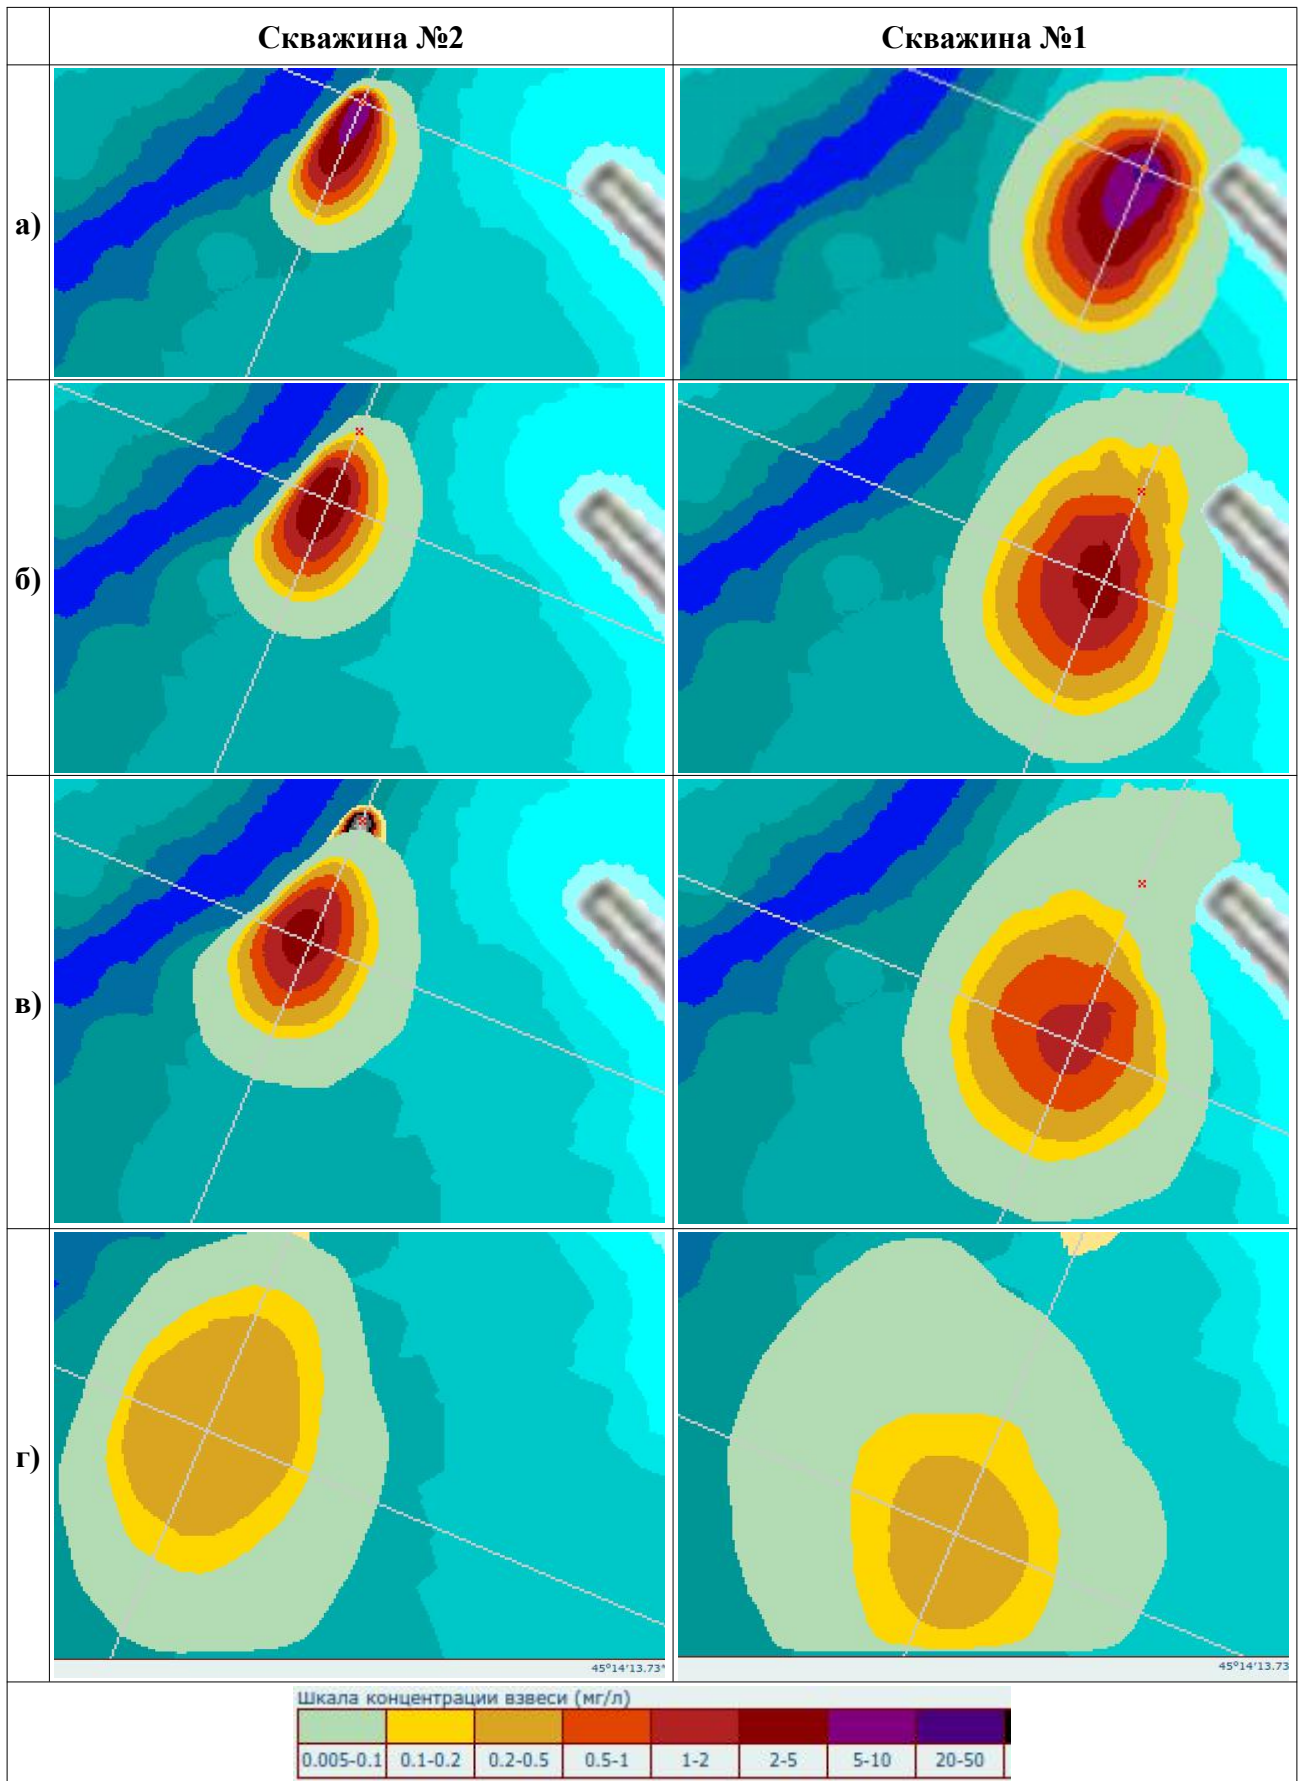 Скважина №2 Скважина №1
а)
б)
в)
г)
45°14'13.73" 45°14'13.73
Шкала концентрации взвеси (мг/л)
0.005-0.1 0.1-0.2 0.2-0.5 0.5-1 1-2 2-5 5-10 20-50